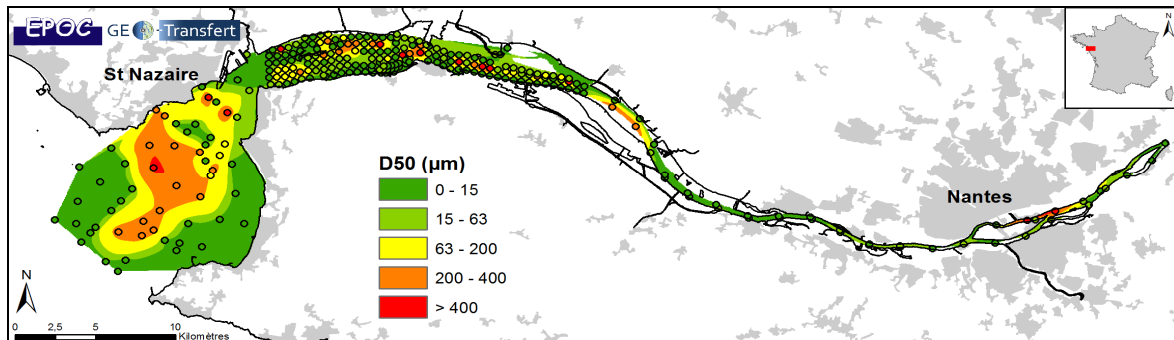 EPOC GEO-Transfert
St Nazaire
D50 (µm)
0 - 15
15 - 63
63 - 200
200 - 400
> 400
Nantes
N
N
0 2,5 5 10
Kilomètres